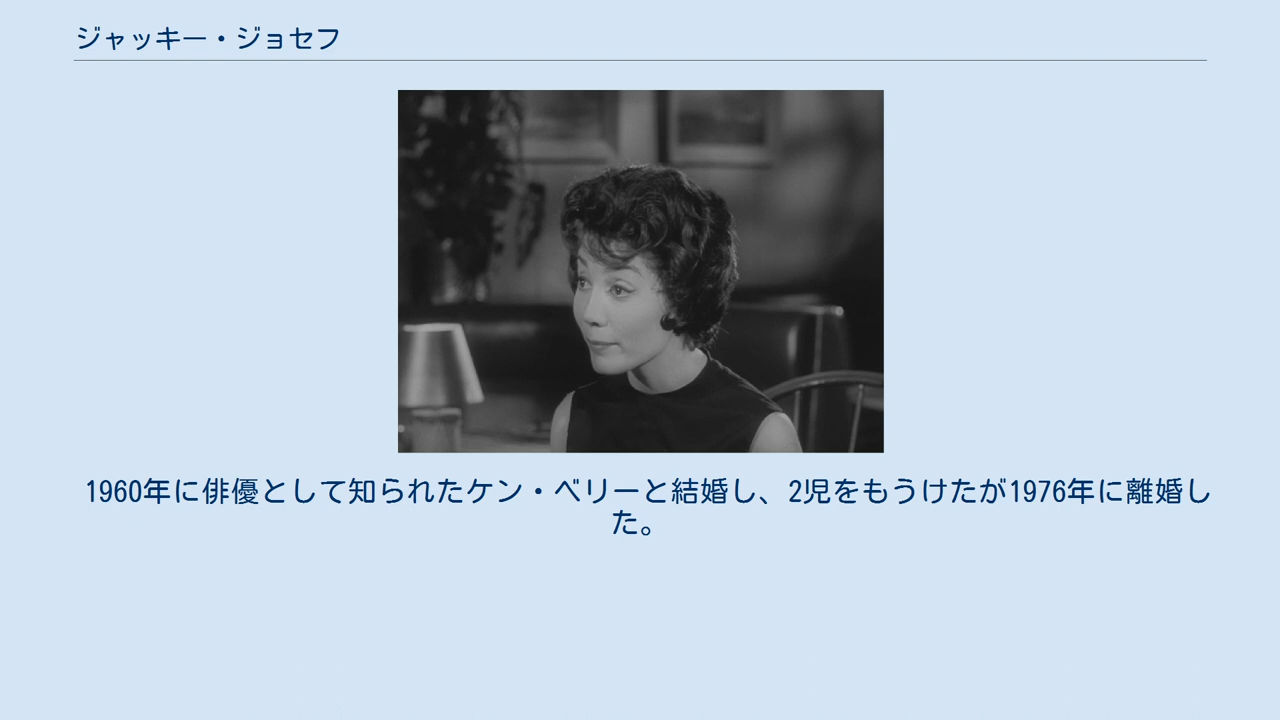 ジャッキー・ジョセフ
1960年に俳優として知られたケン・ベリーと結婚し、2児をもうけたが1976年に離婚し
た。